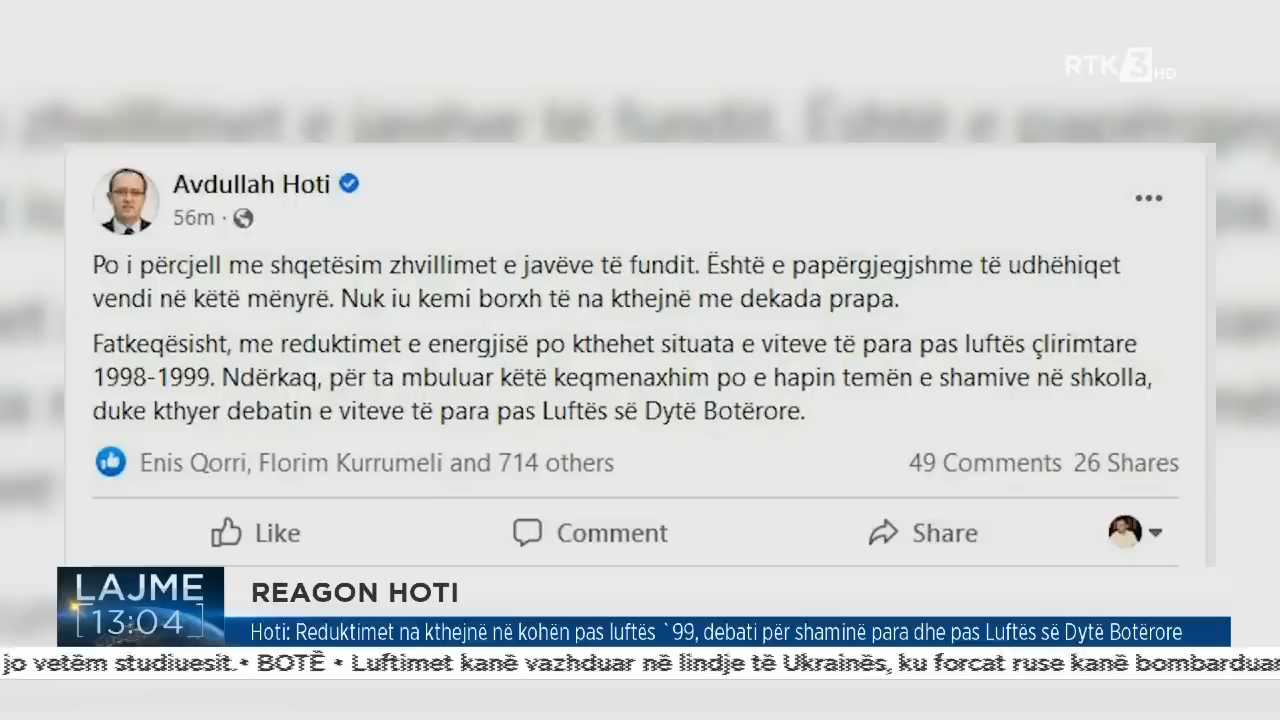 RTK 3 HD
Avdullah Hoti
56m ·
Po i përcjell me shqetësim zhvillimet e javëve të fundit. Është e papërgjegjshme të udhëhiqet
vendi në këtë mënyrë. Nuk iu kemi borxh të na kthejnë me dekada prapa.
Fatkeqësisht, me reduktimet e energjisë po kthehet situata e viteve të para pas luftës çlirimtare
1998-1999. Ndërkaq, për ta mbuluar këtë keqmenaxhim po e hapin temën e shamive në shkolla,
duke kthyer debatin e viteve të para pas Luftës së Dytë Botërore.
Enis Qorri, Florim Kurrumeli and 714 others
49 Comments 26 Shares
Like
Comment
Share
LAJME
13:04
REAGON HOTI
Hoti: Reduktimet na kthejnë në kohën pas luftës `99, debati për shaminë para dhe pas Luftës së Dytë Botërore
jo vetëm studiuesit. • BOTË • Luftimet kanë vazhduar në lindje të Ukrainës, ku forcat ruse kanë bombarduar